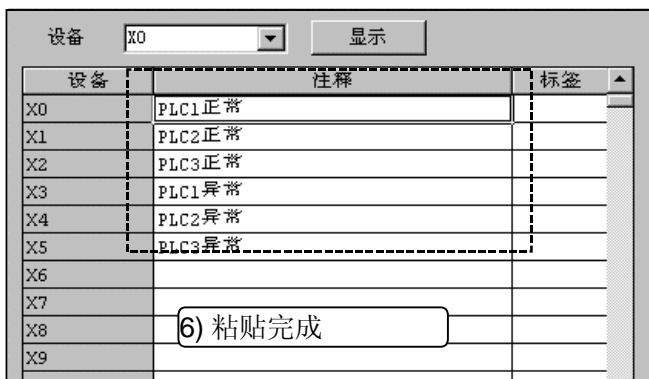 设备 X0 显示
设备 注释 标签
X0 PLC1正常
X1 PLC2正常
X2 PLC3正常
X3 PLC1异常
X4 PLC2异常
X5 PLC3异常
X6
X7
X8
X9
6) 粘贴完成